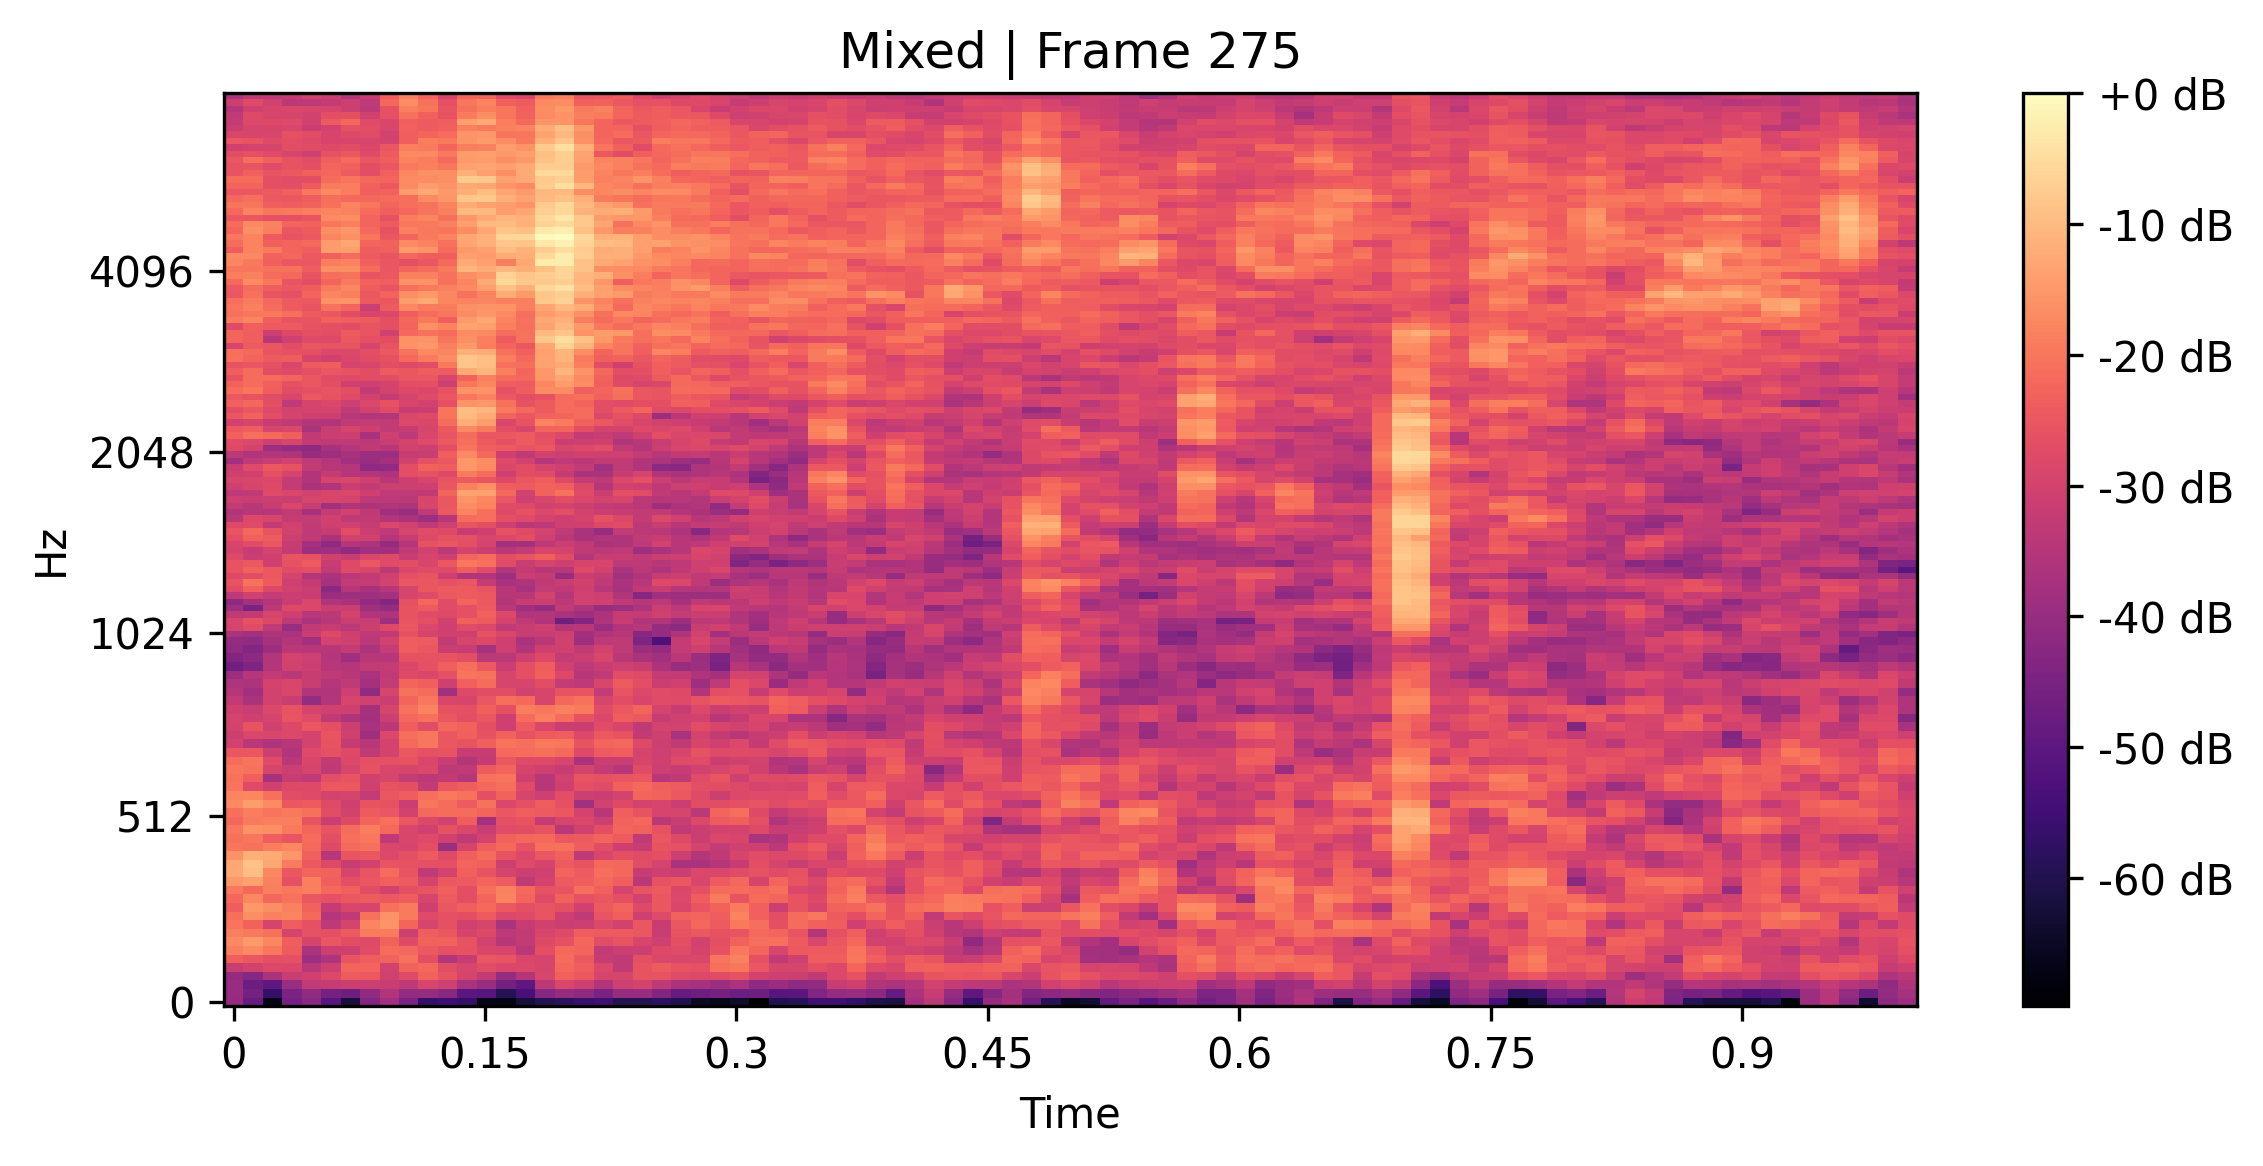 Mixed | Frame 275
+0 dB
-10 dB
-20 dB
-30 dB
-40 dB
-50 dB
-60 dB
4096
2048
1024
512
0
Hz
0 0.15 0.3 0.45 0.6 0.75 0.9
Time